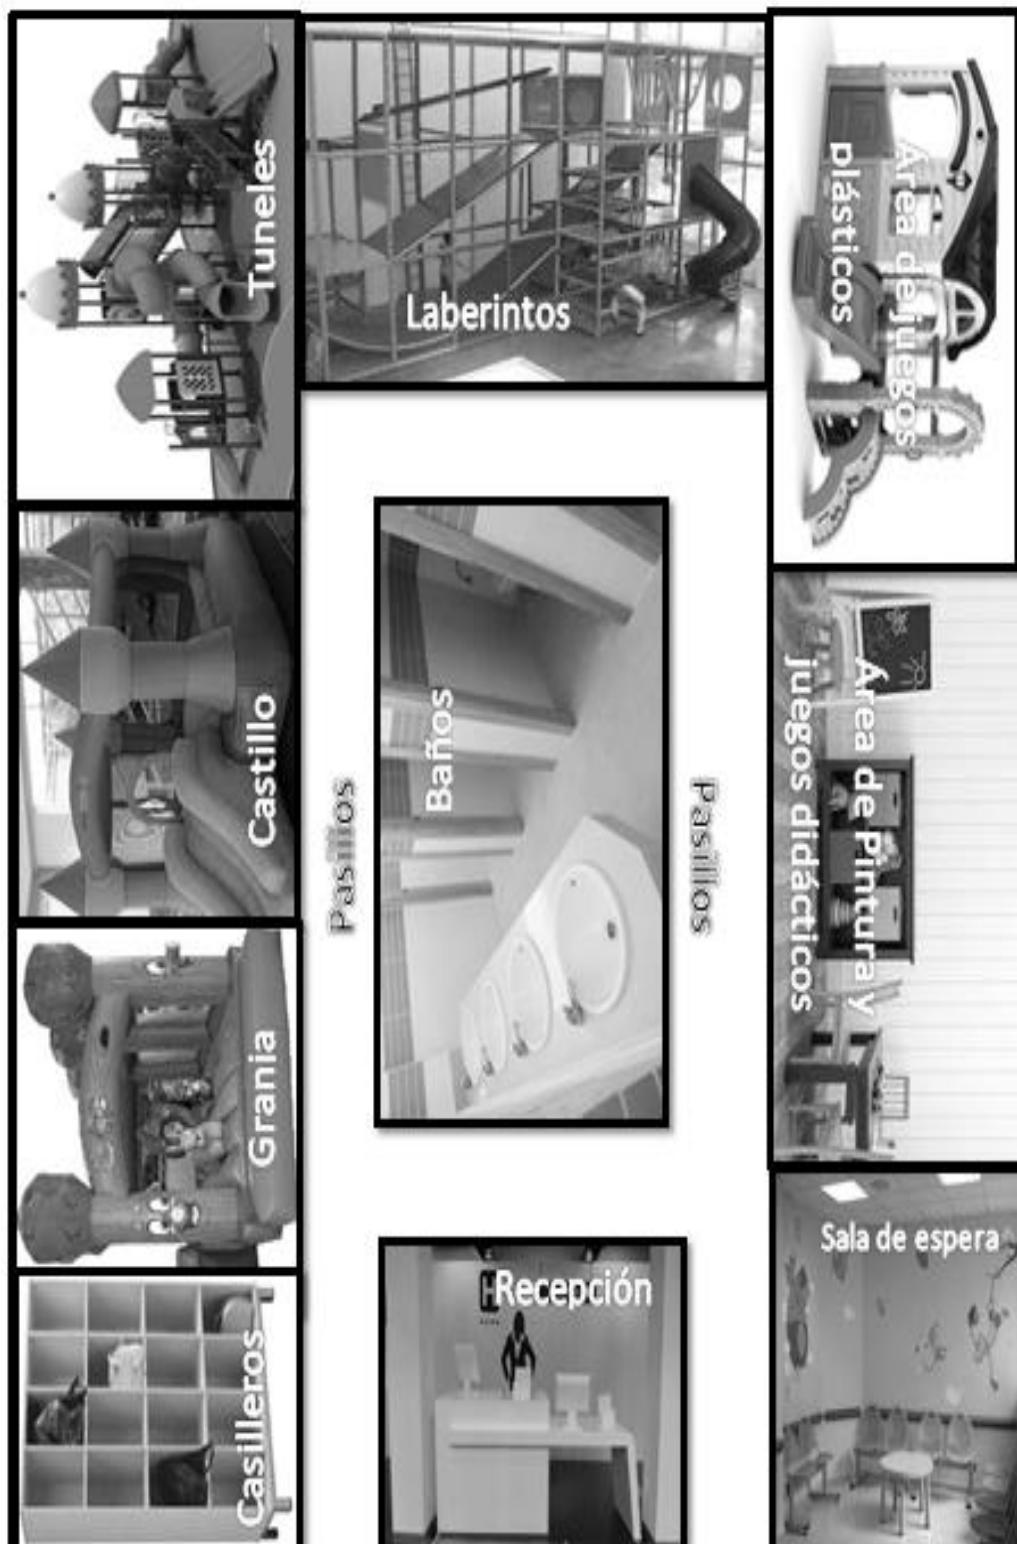 Tuneles
Laberintos
Área de juegos
plásticos
Castillo
Pasillos
Baños
Pasillos
Área de Pintura y
juegos didácticos
Grania
Casilleros
Recepción
Sala de espera